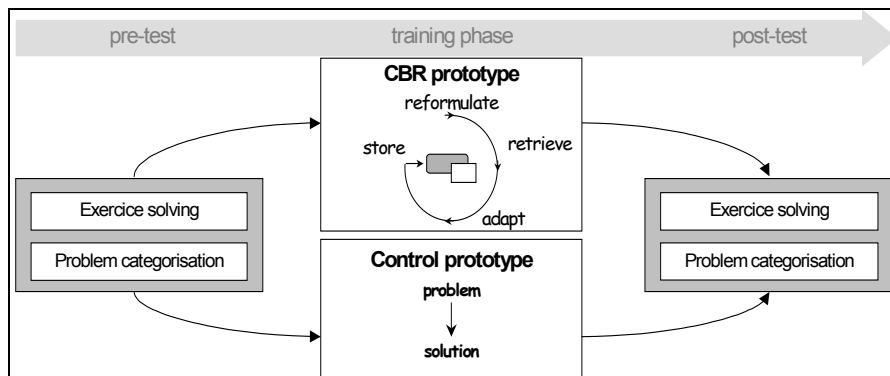 pre-test
training phase
post-test
CBR prototype
reformulate
retrieve
store
adapt
Exercice solving
Problem categorisation
Control prototype
problem
solution
Exercice solving
Problem categorisation